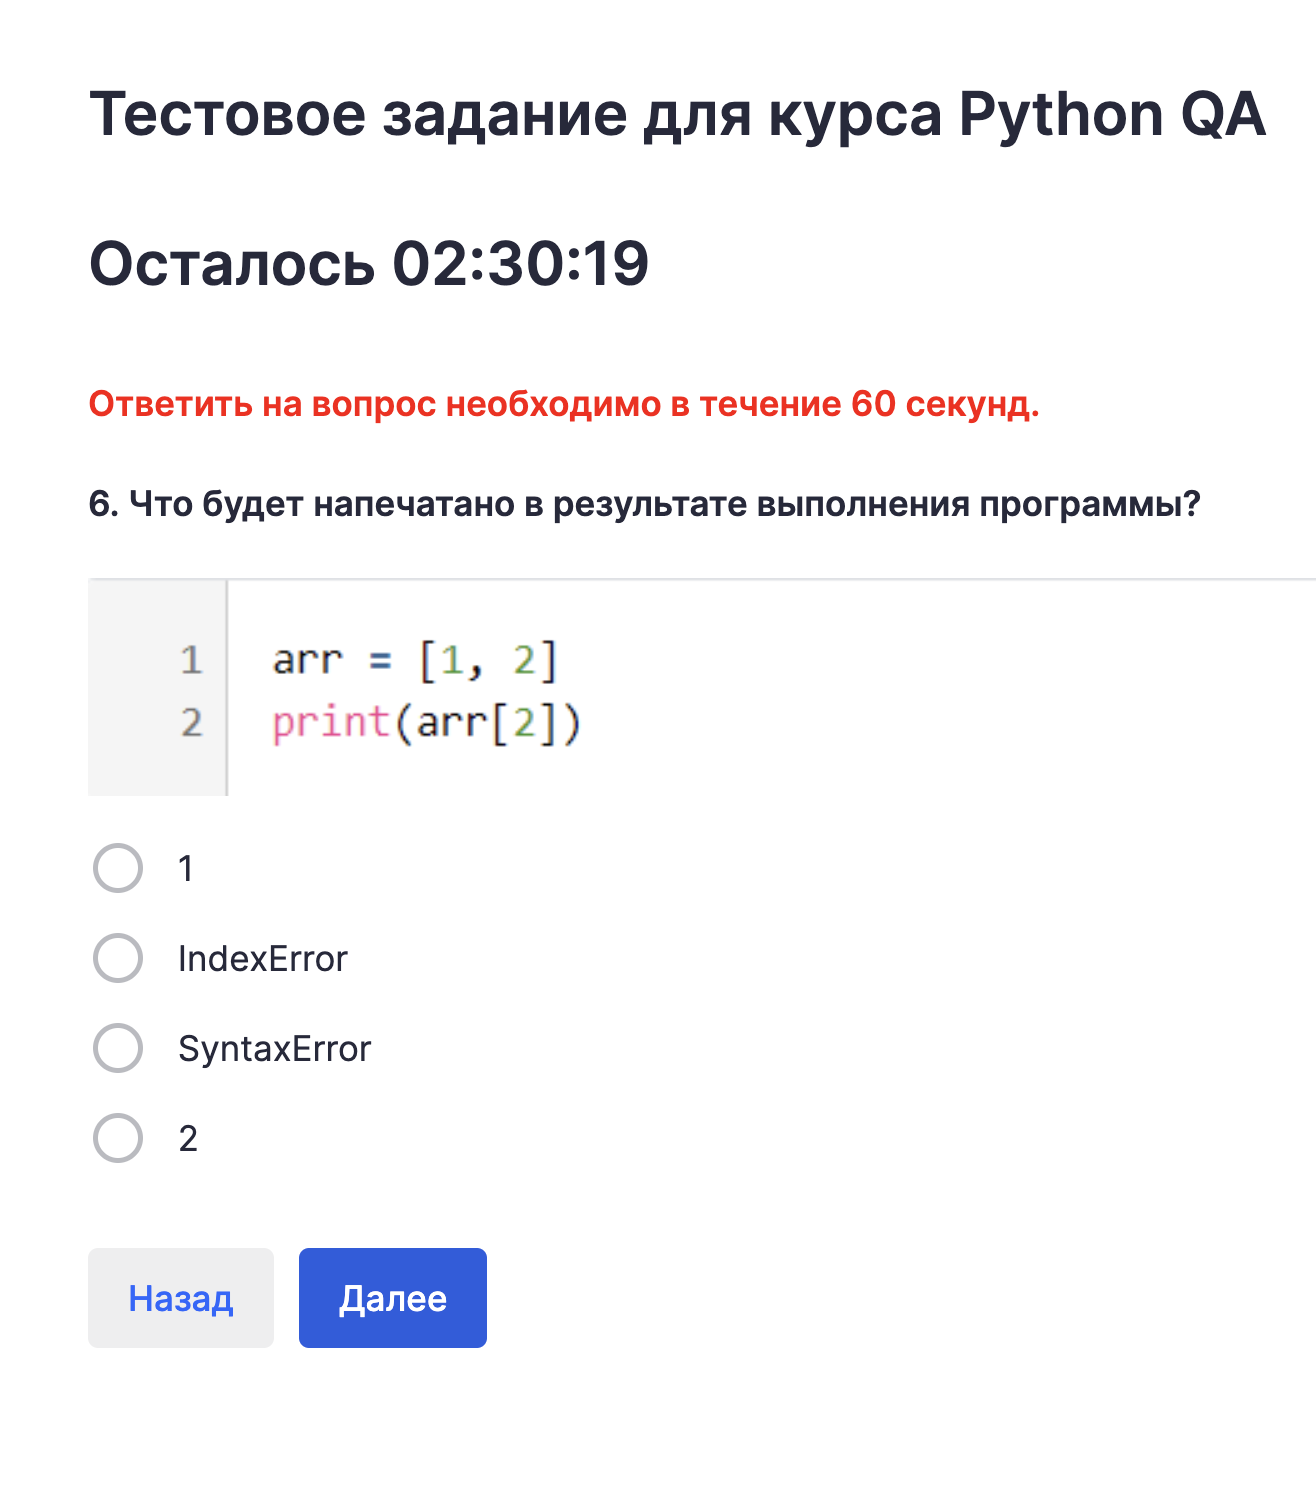 Тестовое задание для курса Python QA
Осталось 02:30:19
Ответить на вопрос необходимо в течение 60 секунд.
6. Что будет напечатано в результате выполнения программы?
1 arr = [1, 2]
2 print(arr[2])
1
IndexError
SyntaxError
2
Назад Далее